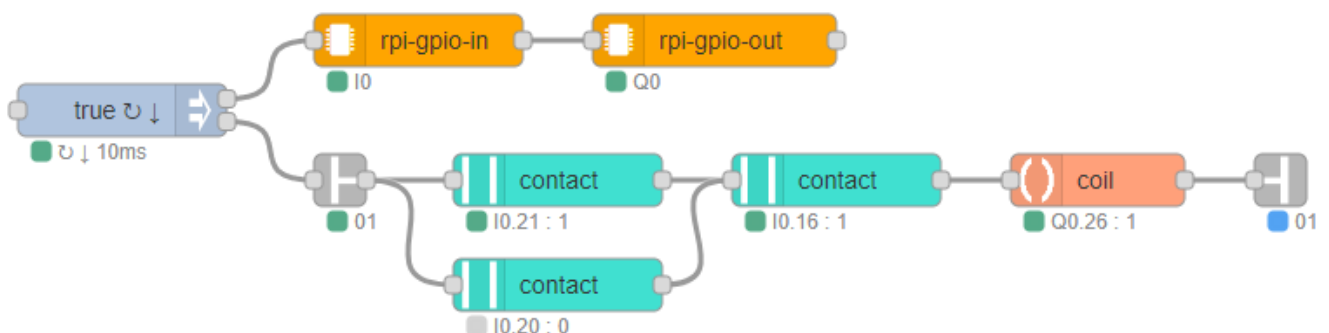 rpi-gpio-in
rpi-gpio-out
I0
Q0
true ↻ ↓
↻ ↓ 10ms
contact
contact
coil
01
I0.21 : 1
I0.16 : 1
Q0.26 : 1
01
contact
I0.20 : 0